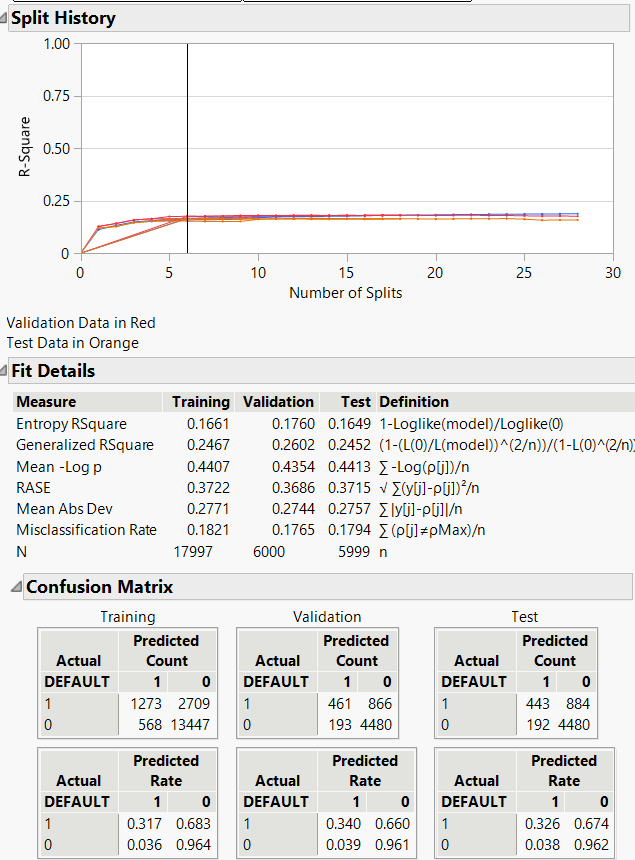 Split History
1.00
0.75
0.50
0.25
0
R-Square
0 5 10 15 20 25 30
Number of Splits
Validation Data in Red
Test Data in Orange
Fit Details
Measure Training Validation Test Definition
Entropy RSquare 0.1661 0.1760 0.1649 1-Loglike(model)/Loglike(0)
Generalized RSquare 0.2467 0.2602 0.2452 (1-(L(0)/L(model))^(2/n))/(1-L(0)^(2/n))
Mean -Log p 0.4407 0.4354 0.4413 ∑ -Log(ρ[j])/n
RASE 0.3722 0.3686 0.3715 √ ∑(y[j]-ρ[j])²/n
Mean Abs Dev 0.2771 0.2744 0.2757 ∑ |y[j]-ρ[j]|/n
Misclassification Rate 0.1821 0.1765 0.1794 ∑ (ρ[j]≠ρMax)/n
N 17997 6000 5999 n
Confusion Matrix
Training Validation Test
Predicted Predicted Predicted
Actual Count Actual Count Actual Count
DEFAULT 1 0 DEFAULT 1 0 DEFAULT 1 0
1 1273 2709 1 461 866 1 443 884
0 568 13447 0 193 4480 0 192 4480
Predicted Predicted Predicted
Actual Rate Actual Rate Actual Rate
DEFAULT 1 0 DEFAULT 1 0 DEFAULT 1 0
1 0.317 0.683 1 0.340 0.660 1 0.326 0.674
0 0.036 0.964 0 0.039 0.961 0 0.038 0.962